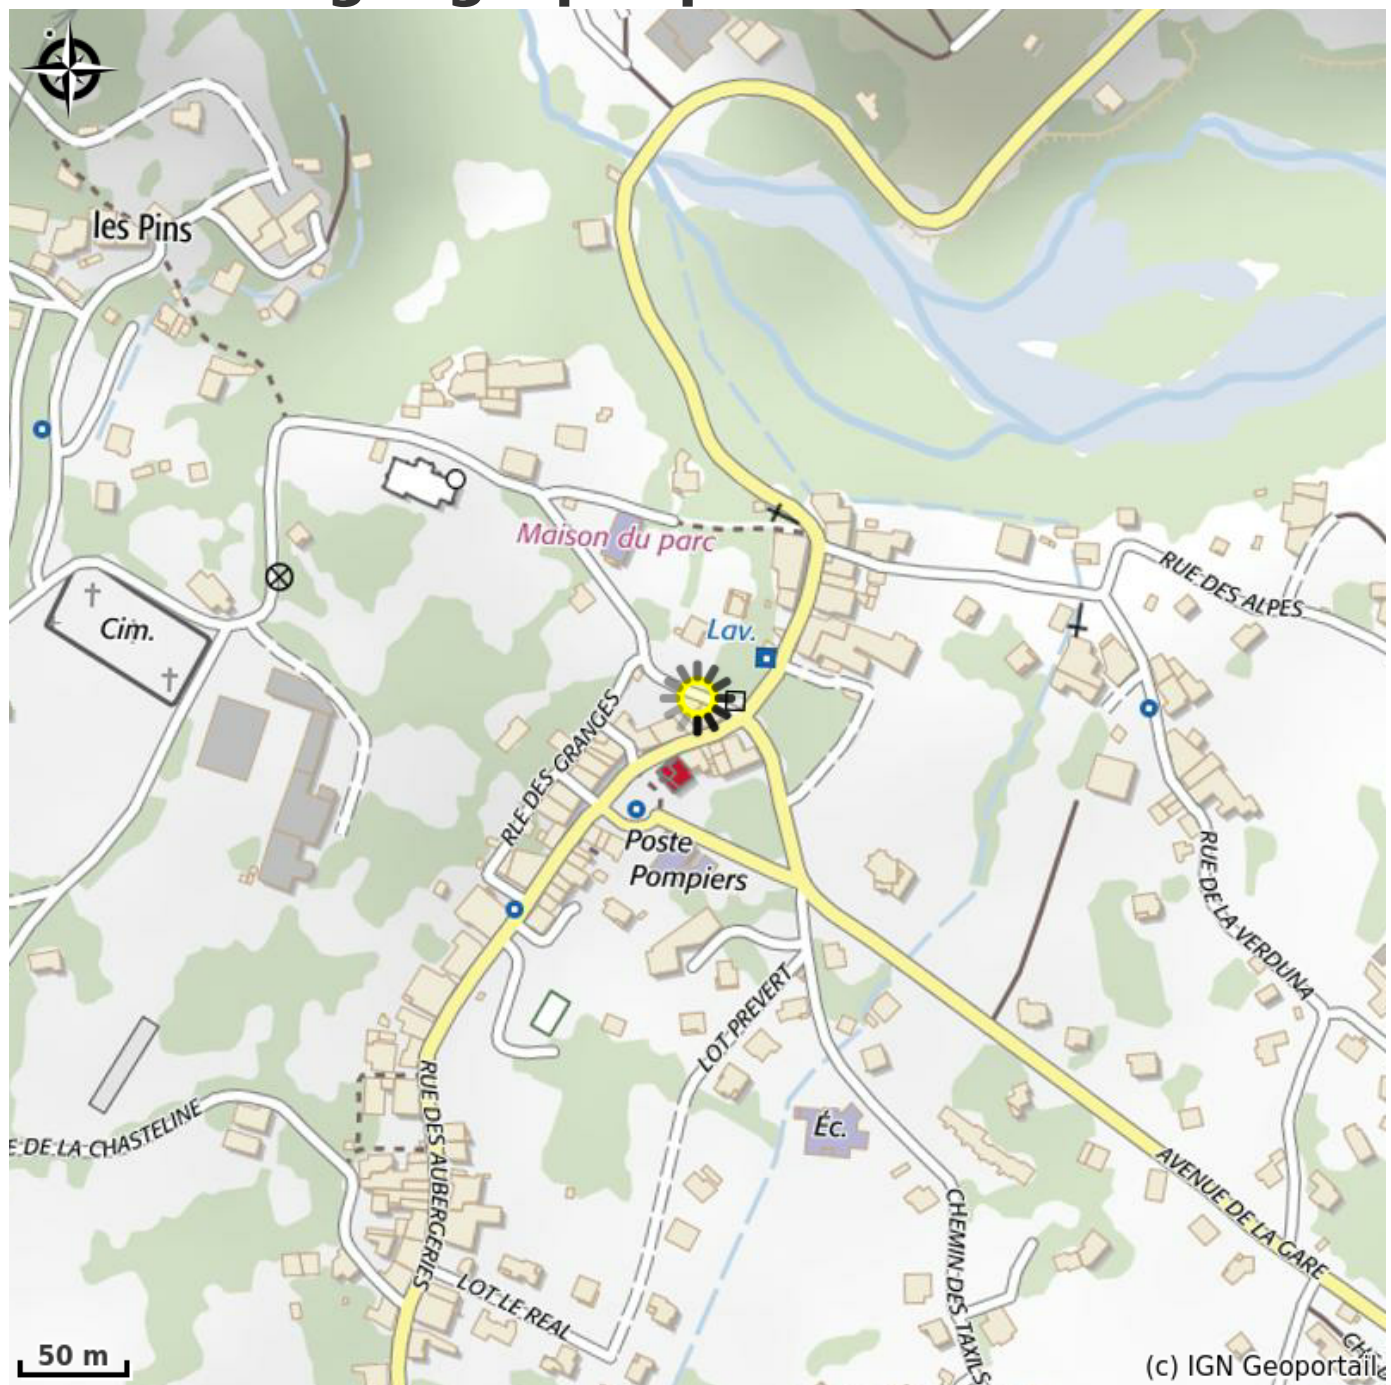 les Pins
Maison du parc
RUE DES ALPES
Cim.
Lav.
RLE DES GRANGES
Poste
Pompiers
RUE DE LA VERDUNA
LOT PREVERT
RUE DES AUBERGERIES
E DE LA CHASTELINE
Éc.
AVENUE DE LA GARE
CHEMIN DES TAXILS
LOT LE REAL
50 m
(c) IGN Geoportail